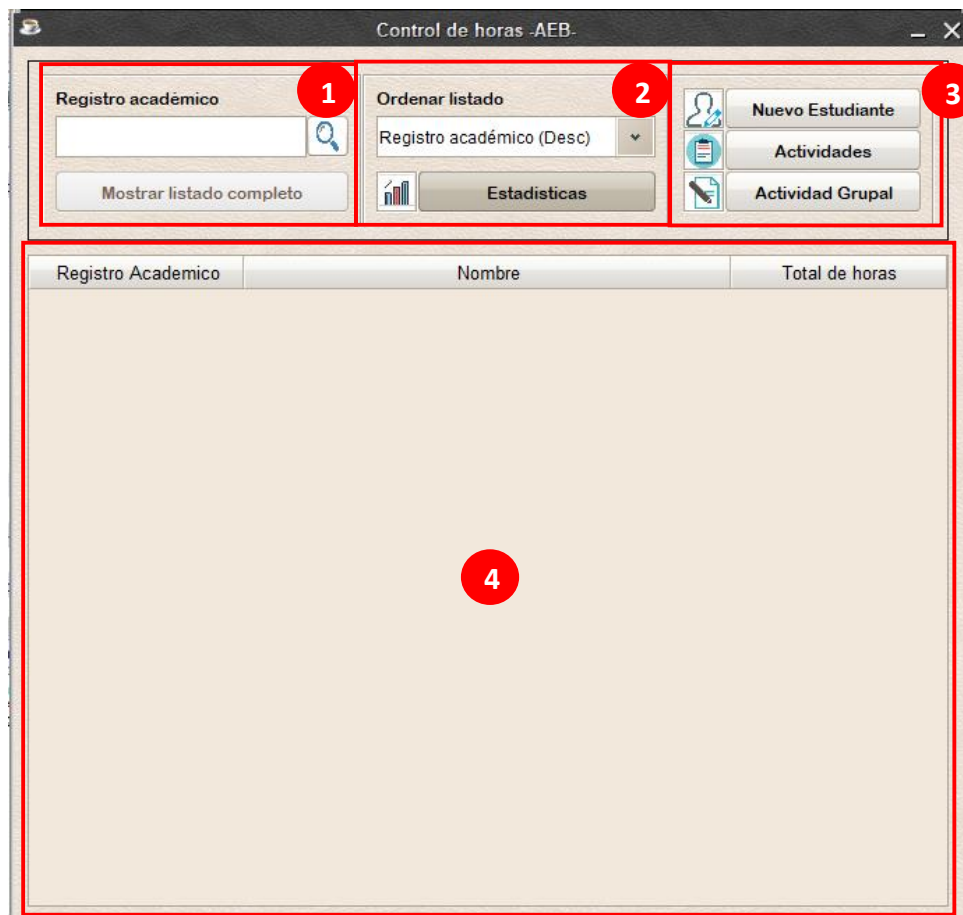 Control de horas -AEB-
1
Registro académico
Mostrar listado completo
2
Ordenar listado
Registro académico (Desc)
Estadisticas
3
Nuevo Estudiante
Actividades
Actividad Grupal
Registro Academico Nombre Total de horas
4